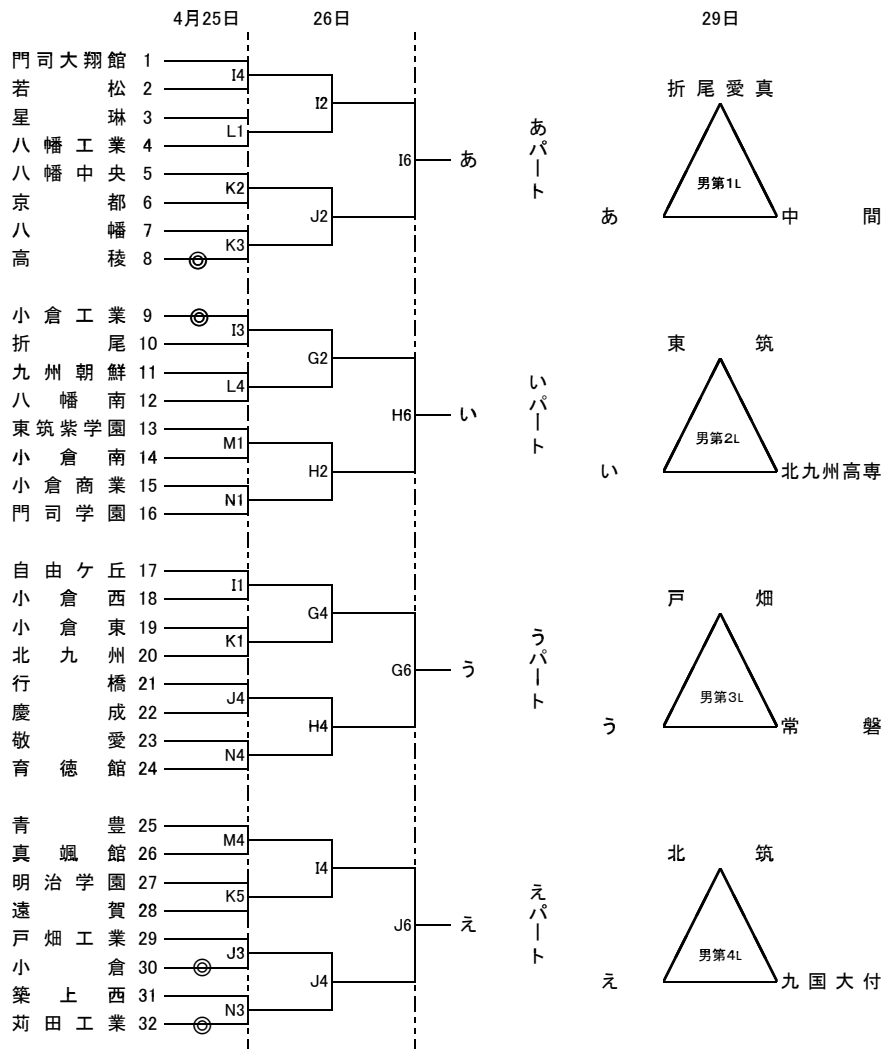 4月25日 26日 29日
門司大翔館 1
I4
若松 2
I2
星琳 3
L1
八幡工業 4
I6 あ
八幡中央 5
K2
京都 6
J2
八幡 7
K3
高稜 8 ◎
あパート
折尾愛真
男第1L
あ 中間
小倉工業 9 ◎
I3
折尾 10
G2
九州朝鮮 11
L4
八幡南 12
H6 い
東筑紫学園 13
M1
小倉南 14
H2
小倉商業 15
N1
門司学園 16
いパート
東筑
男第2L
い 北九州高専
自由ケ丘 17
I1
小倉西 18
G4
小倉東 19
K1
北九州 20
G6 う
行橋 21
J4
慶成 22
H4
敬愛 23
N4
育徳館 24
うパート
戸畑
男第3L
う 常磐
青豊 25
M4
真颯館 26
I4
明治学園 27
K5
遠賀 28
J6 え
戸畑工業 29
J3
小倉 30 ◎
J4
築上西 31
N3
苅田工業 32 ◎
えパート
北筑
男第4L
え 九国大付